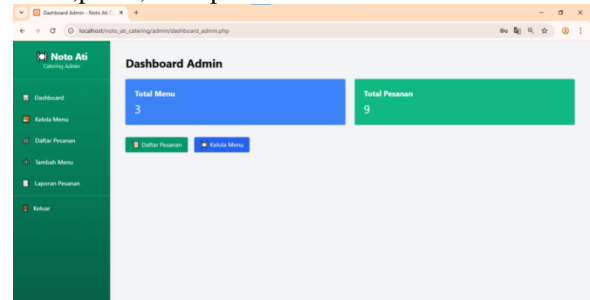 Dashboard Admin - Noto Ati C
localhost/noto_ati_catering/admin/dashboard_admin.php
Noto Ati
Catering Admin
Dashboard
Kelola Menu
Daftar Pesanan
Tambah Menu
Laporan Pesanan
Keluar
Dashboard Admin
Total Menu
3
Total Pesanan
9
Daftar Pesanan
Kelola Menu